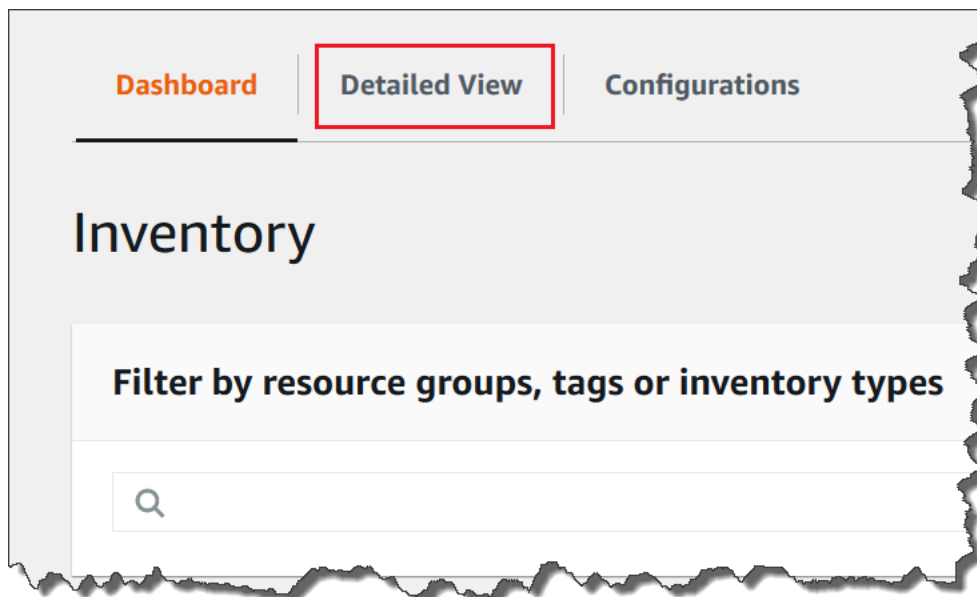 Dashboard Detailed View Configurations
Inventory
Filter by resource groups, tags or inventory types